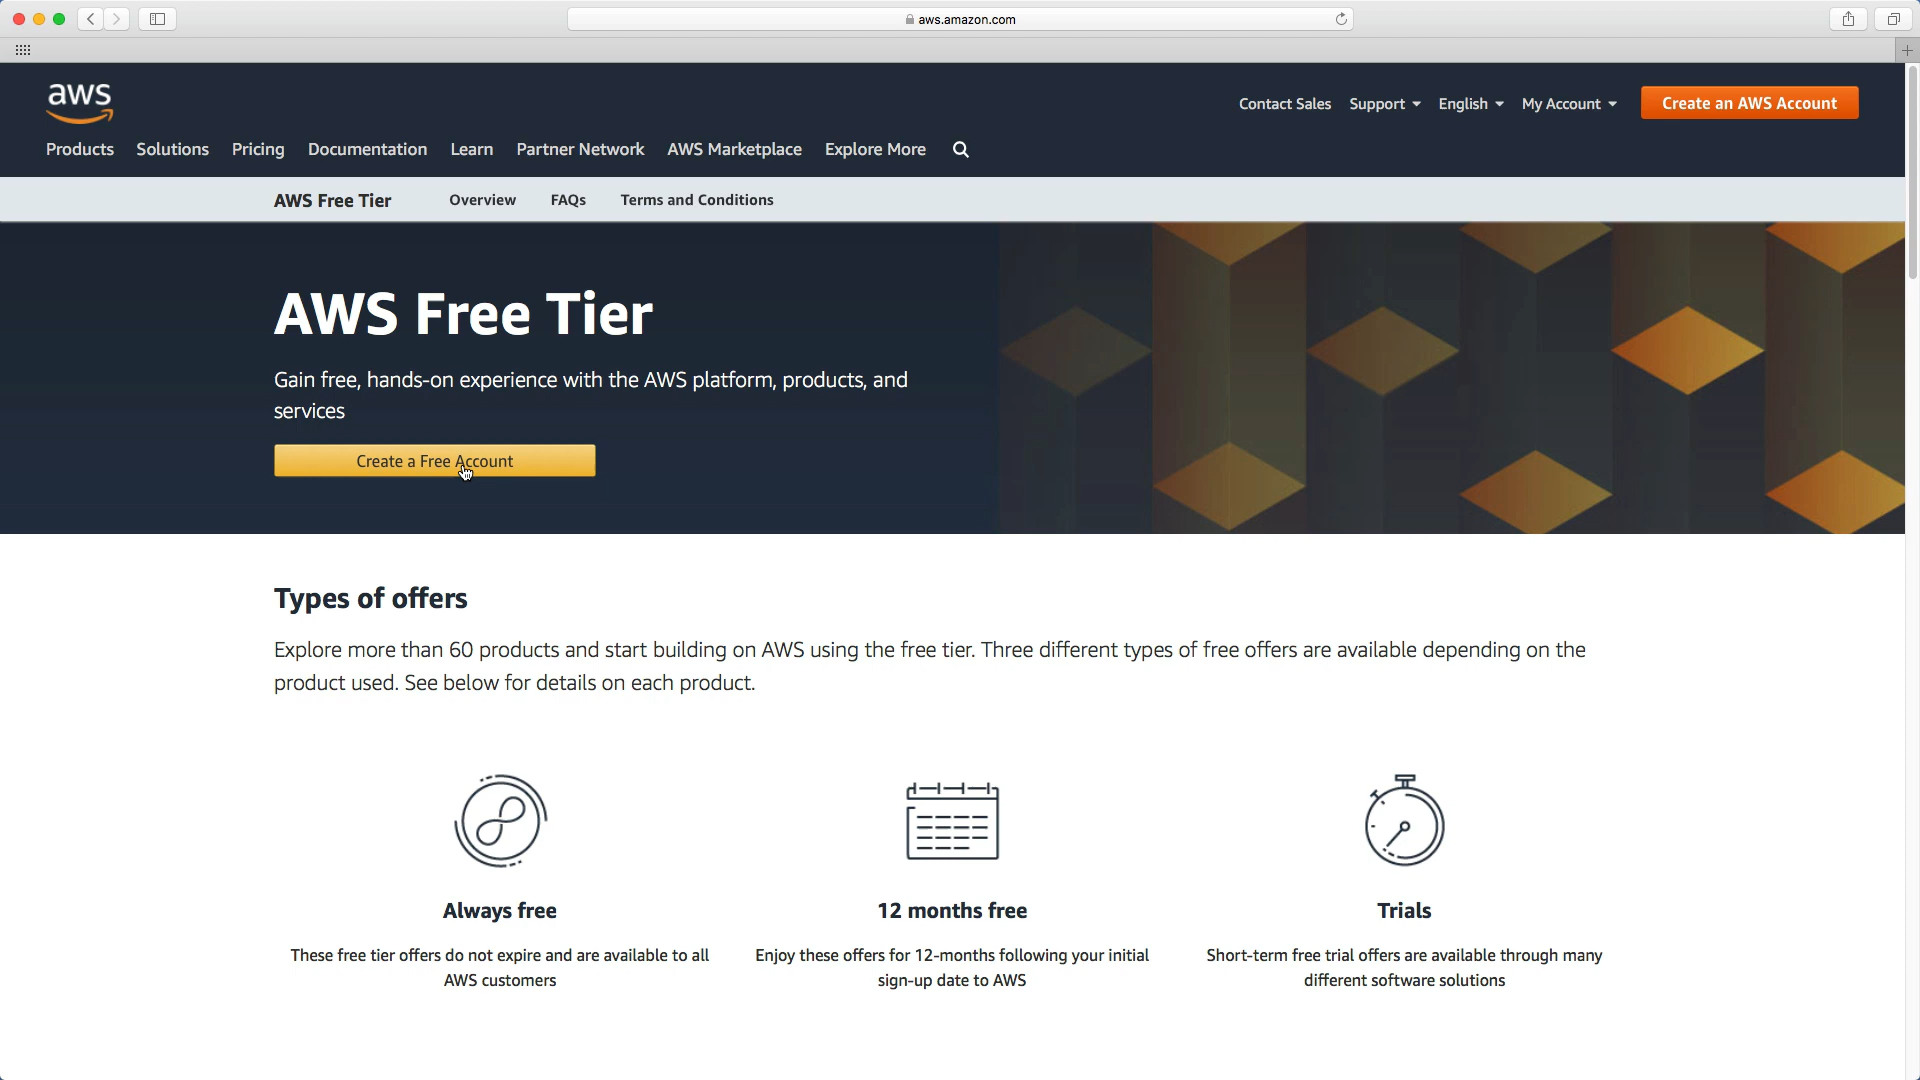 aws.amazon.com
aws
Contact Sales Support English My Account Create an AWS Account
Products Solutions Pricing Documentation Learn Partner Network AWS Marketplace Explore More
AWS Free Tier Overview FAQs Terms and Conditions
AWS Free Tier
Gain free, hands-on experience with the AWS platform, products, and
services
Create a Free Account
Types of offers
Explore more than 60 products and start building on AWS using the free tier. Three different types of free offers are available depending on the
product used. See below for details on each product.
Always free
These free tier offers do not expire and are available to all
AWS customers
12 months free
Enjoy these offers for 12-months following your initial
sign-up date to AWS
Trials
Short-term free trial offers are available through many
different software solutions